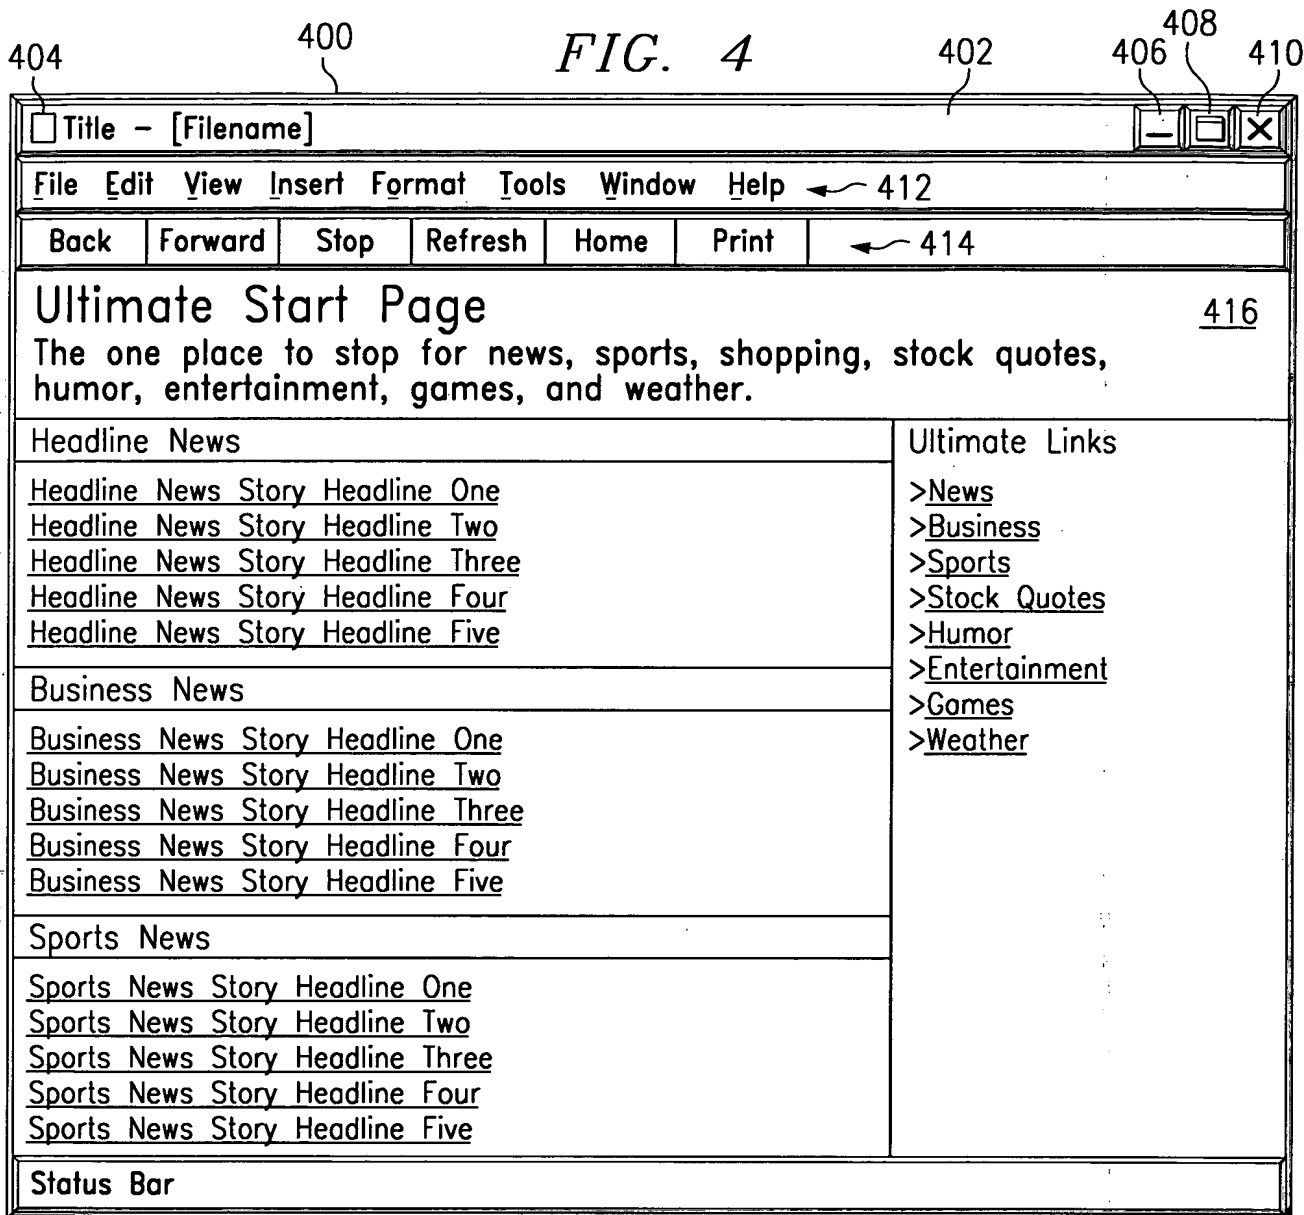 FIG. 4
400
402
404
406
408
410
Title – [Filename]
File Edit View Insert Format Tools Window Help 412
Back Forward Stop Refresh Home Print 414
Ultimate Start Page 416
The one place to stop for news, sports, shopping, stock quotes,
humor, entertainment, games, and weather.
Headline News
Headline News Story Headline One
Headline News Story Headline Two
Headline News Story Headline Three
Headline News Story Headline Four
Headline News Story Headline Five
Business News
Business News Story Headline One
Business News Story Headline Two
Business News Story Headline Three
Business News Story Headline Four
Business News Story Headline Five
Sports News
Sports News Story Headline One
Sports News Story Headline Two
Sports News Story Headline Three
Sports News Story Headline Four
Sports News Story Headline Five
Ultimate Links
>News
>Business
>Sports
>Stock Quotes
>Humor
>Entertainment
>Games
>Weather
Status Bar